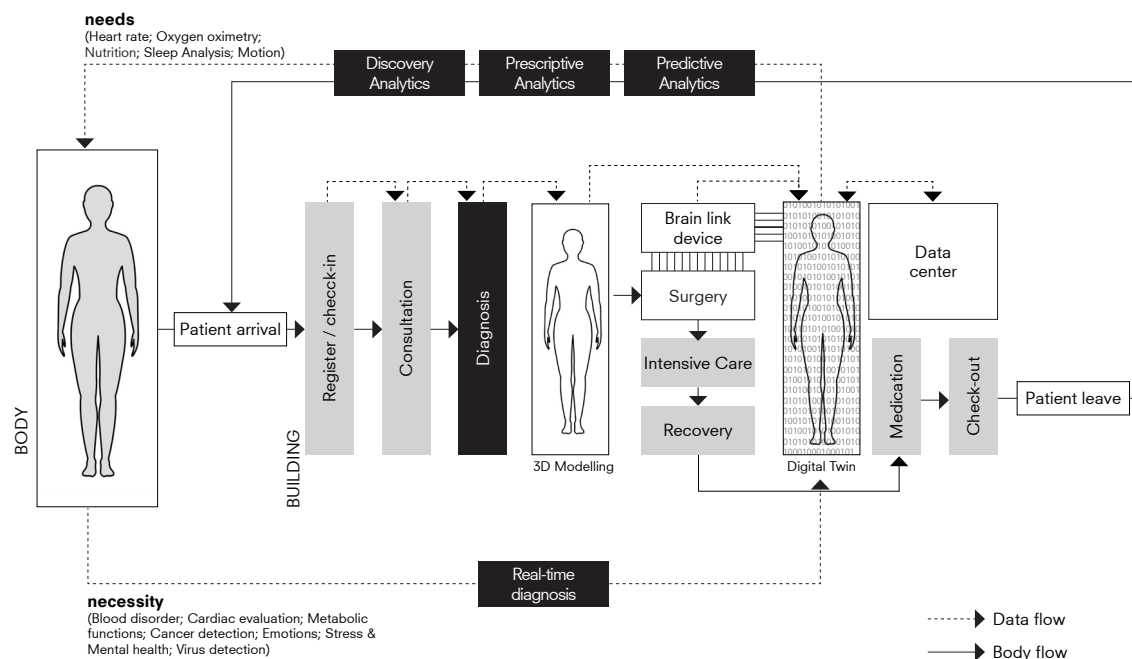 needs
(Heart rate; Oxygen oximetry;
Nutrition; Sleep Analysis; Motion)
Discovery
Analytics
Prescriptive
Analytics
Predictive
Analytics
BODY
Patient arrival
BUILDING
Register / checck-in
Consultation
Diagnosis
3D Modelling
Brain link
device
Surgery
Intensive Care
Recovery
Digital Twin
Data
center
Medication
Check-out
Patient leave
Real-time
diagnosis
necessity
(Blood disorder; Cardiac evaluation; Metabolic
functions; Cancer detection; Emotions; Stress &
Mental health; Virus detection)
Data flow
Body flow